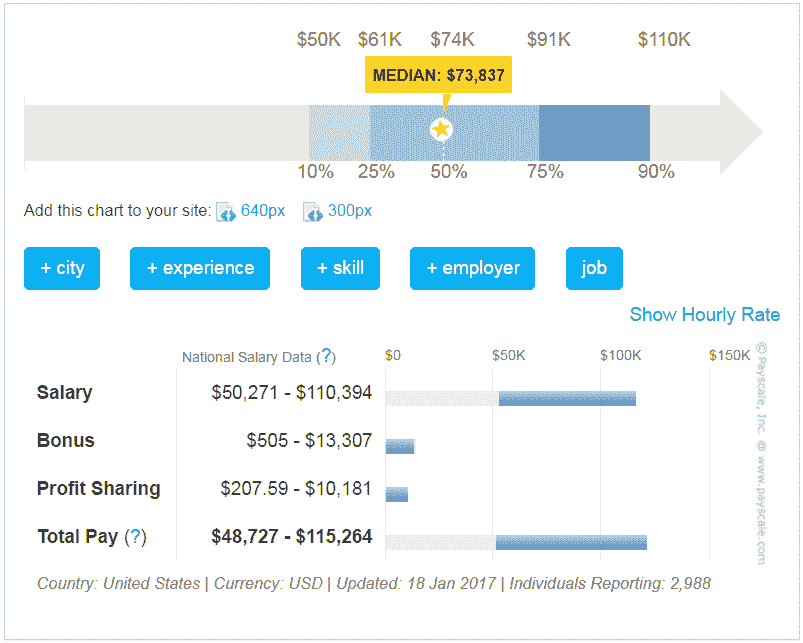 $50K $61K $74K $91K $110K
MEDIAN: $73,837
10% 25% 50% 75% 90%
Add this chart to your site: 640px 300px
+ city + experience + skill + employer job
Show Hourly Rate
National Salary Data (?) $0 $50K $100K $150K
Salary $50,271 - $110,394
Bonus $505 - $13,307
Profit Sharing $207.59 - $10,181
Total Pay (?) $48,727 - $115,264
Country: United States | Currency: USD | Updated: 18 Jan 2017 | Individuals Reporting: 2,988
© Payscale, Inc. @ www.payscale.com